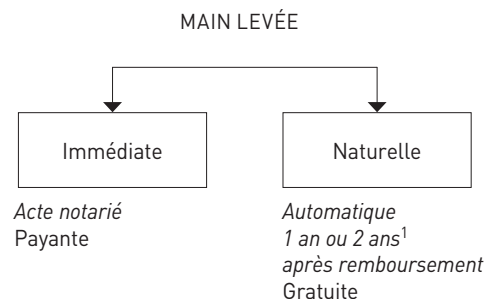 MAIN LEVÉE
Immédiate
Naturelle
Acte notarié
Payante
Automatique
1 an ou 2 ans¹
après remboursement
Gratuite